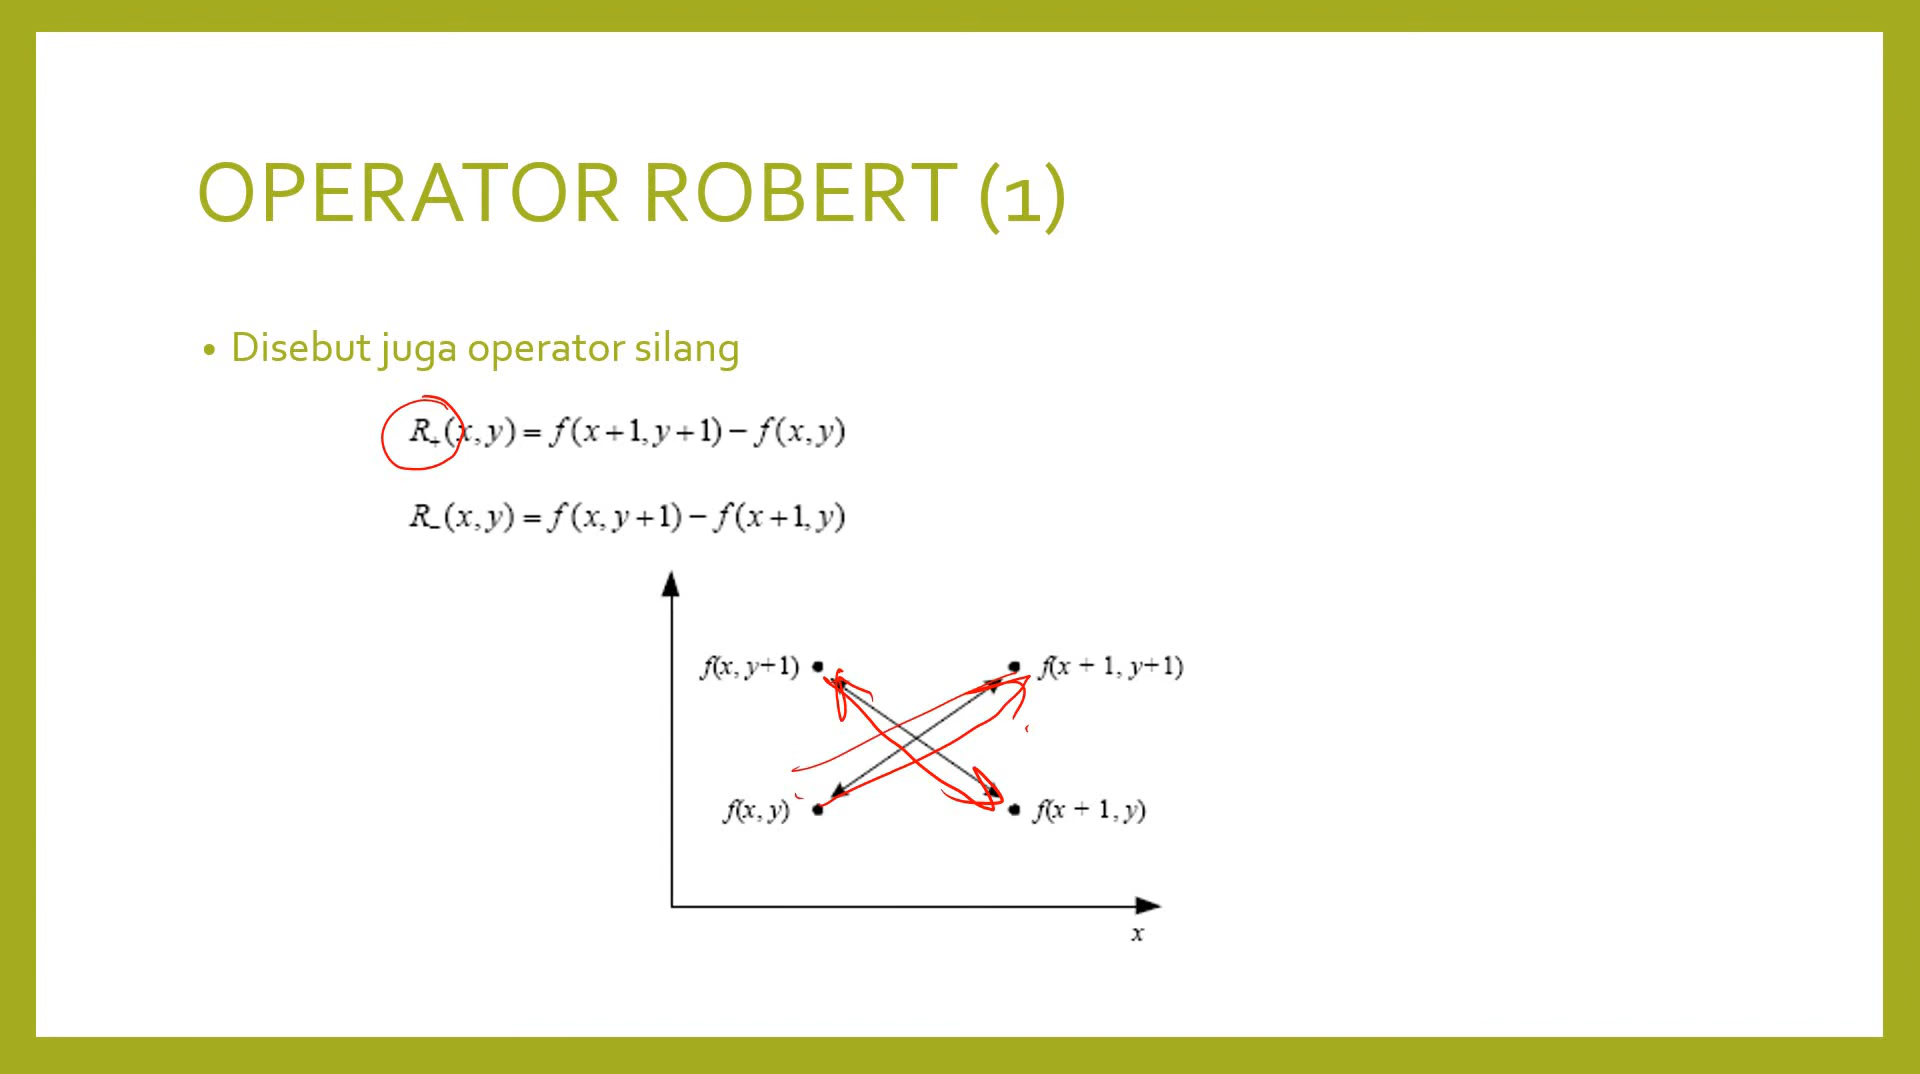 OPERATOR ROBERT (1)
• Disebut juga operator silang
R₊(x, y) = f(x+1, y+1) − f(x, y)
R₋(x, y) = f(x, y+1) − f(x+1, y)
f(x, y+1) f(x + 1, y+1)
f(x, y) f(x + 1, y)
x